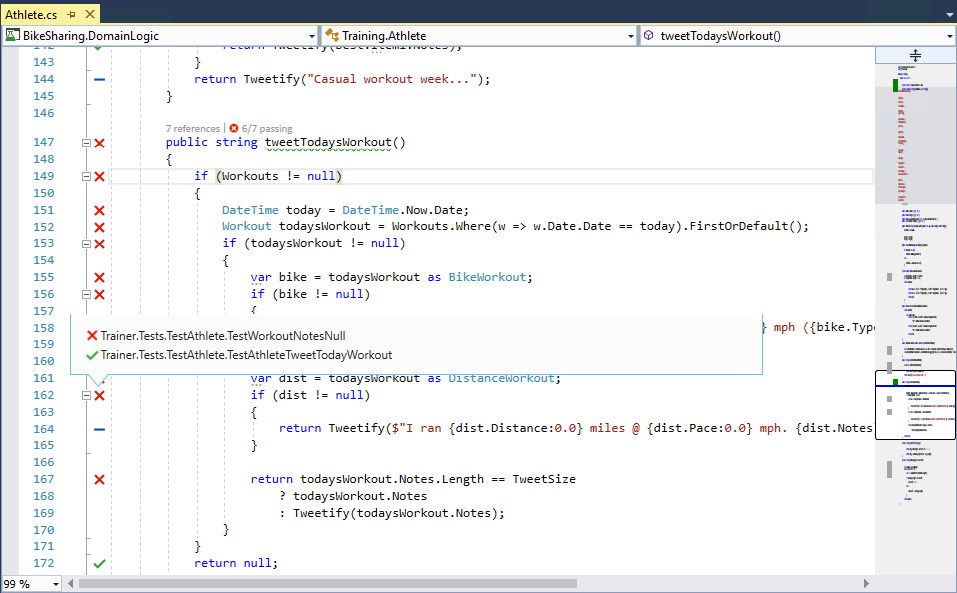 Athlete.cs
BikeSharing.DomainLogic Training.Athlete tweetTodaysWorkout()
142 return Tweetify(best.Item1.Notes);
143 }
144 return Tweetify("Casual workout week...");
145 }
146
7 references | 6/7 passing
147 public string tweetTodaysWorkout()
148 {
149 if (Workouts != null)
150 {
151 DateTime today = DateTime.Now.Date;
152 Workout todaysWorkout = Workouts.Where(w => w.Date.Date == today).FirstOrDefault();
153 if (todaysWorkout != null)
154 {
155 var bike = todaysWorkout as BikeWorkout;
156 if (bike != null)
157 {
158 } mph ({bike.Type
Trainer.Tests.TestAthlete.TestWorkoutNotesNull
159
Trainer.Tests.TestAthlete.TestAthleteTweetTodayWorkout
160
161 var dist = todaysWorkout as DistanceWorkout;
162 if (dist != null)
163 {
164 return Tweetify($"I ran {dist.Distance:0.0} miles @ {dist.Pace:0.0} mph. {dist.Notes
165 }
166
167 return todaysWorkout.Notes.Length == TweetSize
168 ? todaysWorkout.Notes
169 : Tweetify(todaysWorkout.Notes);
170 }
171 }
172 return null;
99 %